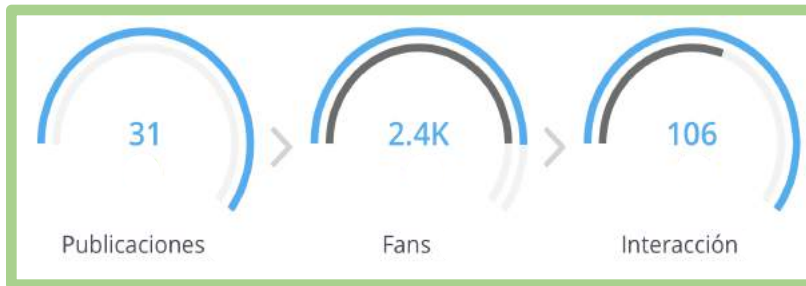 31
2.4K
106
Publicaciones
Fans
Interacción